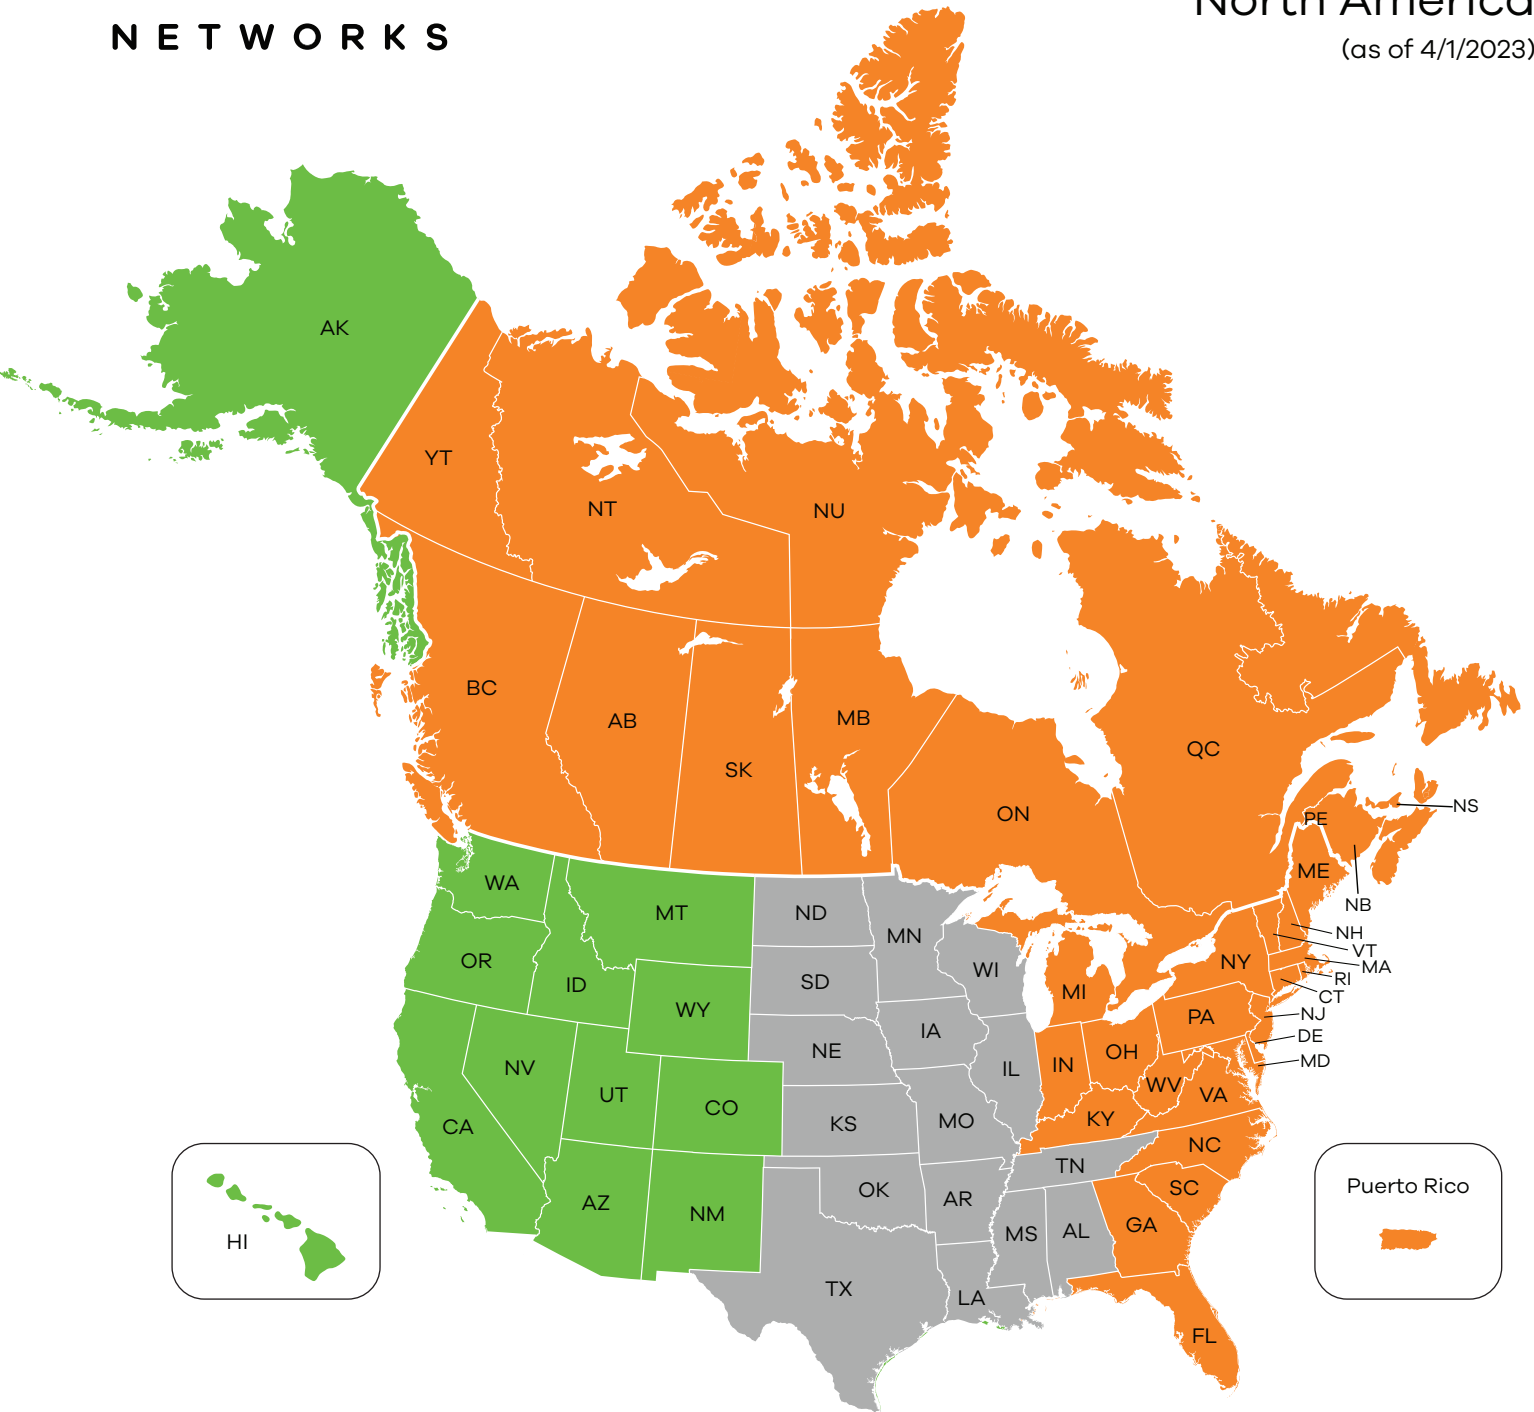 NETWORKS
North America
(as of 4/1/2023)
AK
YT
NT
NU
BC
AB
SK
MB
QC
ON
NS
PE
ME
NB
NH
VT
MA
RI
CT
NJ
DE
MD
WA
MT
ND
MN
OR
ID
WI
NY
WY
SD
MI
PA
NV
NE
IA
IL
IN
OH
WV
VA
UT
CO
KS
MO
KY
CA
NC
TN
AZ
NM
OK
AR
SC
MS
AL
GA
HI
Puerto Rico
TX
LA
FL